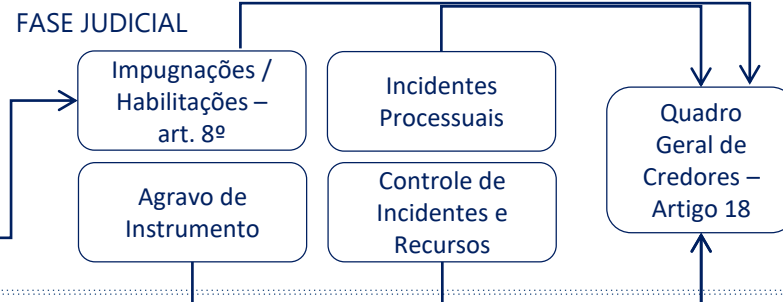 FASE JUDICIAL
Impugnações /
Habilitações –
art. 8º
Incidentes
Processuais
Quadro
Geral de
Credores –
Artigo 18
Agravo de
Instrumento
Controle de
Incidentes e
Recursos